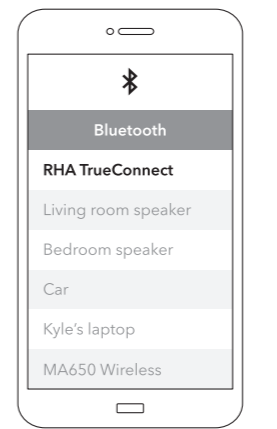 Bluetooth
RHA TrueConnect
Living room speaker
Bedroom speaker
Car
Kyle’s laptop
MA650 Wireless